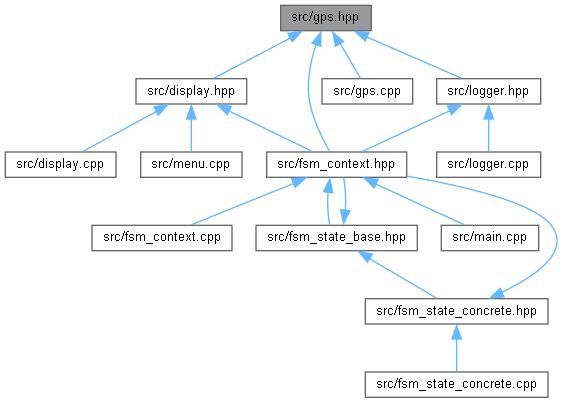 src/gps.hpp
src/display.hpp
src/gps.cpp
src/logger.hpp
src/display.cpp
src/menu.cpp
src/fsm_context.hpp
src/logger.cpp
src/fsm_context.cpp
src/fsm_state_base.hpp
src/main.cpp
src/fsm_state_concrete.hpp
src/fsm_state_concrete.cpp